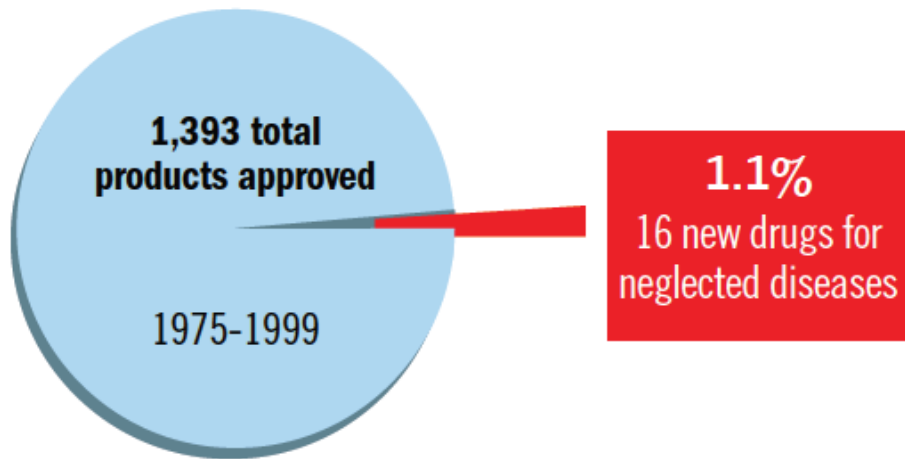 1,393 total
products approved
1975-1999
1.1%
16 new drugs for
neglected diseases